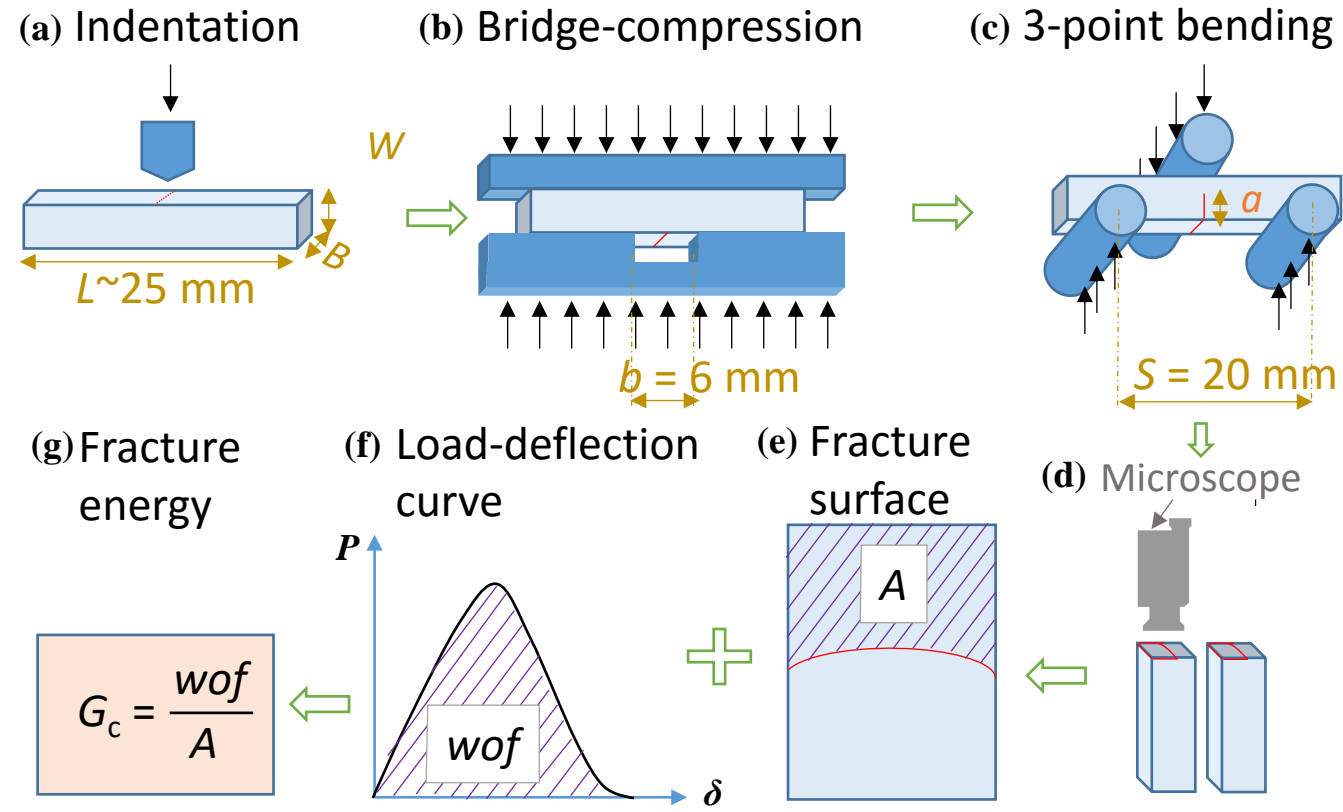 (a) Indentation
W
B
L~25 mm
(b) Bridge-compression
b = 6 mm
(c) 3-point bending
a
S = 20 mm
(d) Microscope
(e) Fracture
surface
A
(f) Load-deflection
curve
P
wof
δ
(g) Fracture
energy
G_c = wof / A